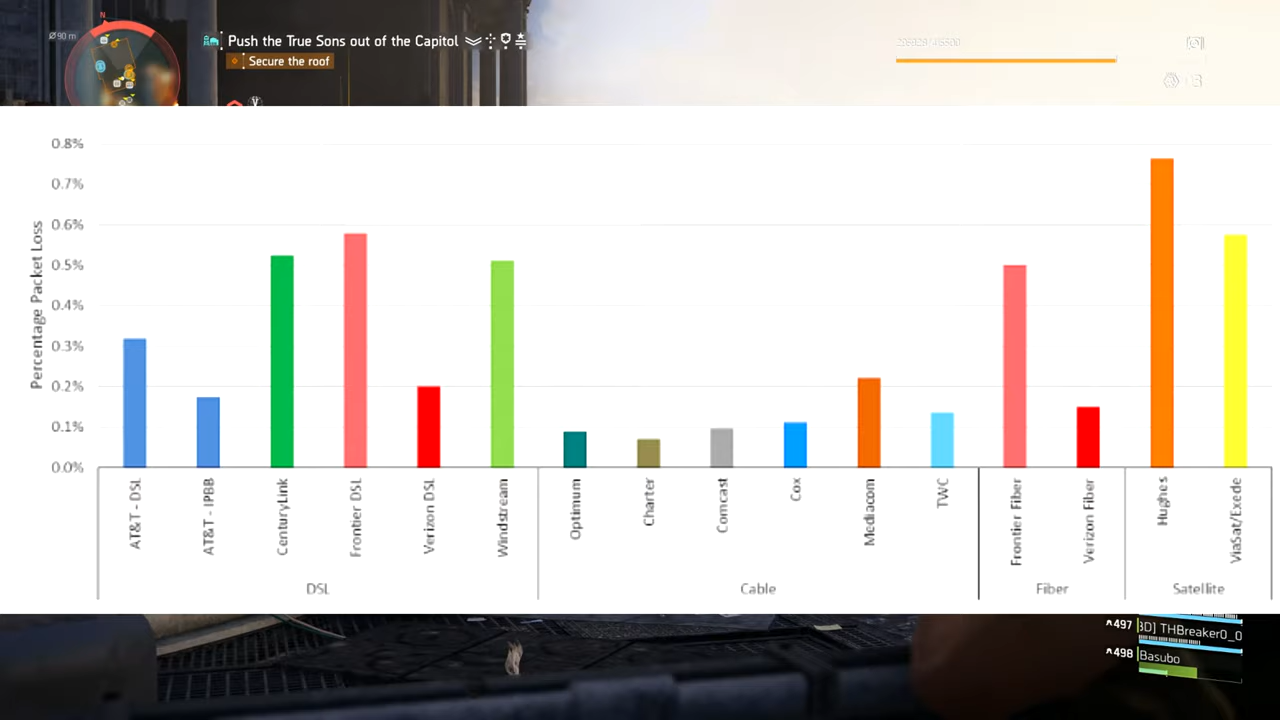 N
Ø90 m
Push the True Sons out of the Capitol
Secure the roof
Percentage Packet Loss
0.8%
0.7%
0.6%
0.5%
0.4%
0.3%
0.2%
0.1%
0.0%
AT&T - DSL
AT&T - IPBB
CenturyLink
Frontier DSL
Verizon DSL
Windstream
Optimum
Charter
Comcast
Cox
Mediacom
TWC
Frontier Fiber
Verizon Fiber
Hughes
ViaSat/Exede
DSL
Cable
Fiber
Satellite
497
3D] THBreaker0_0
498
Basubo